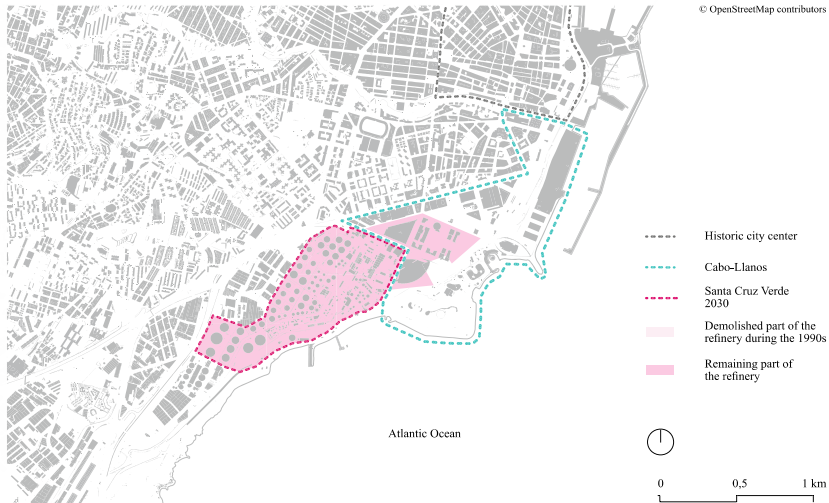 © OpenStreetMap contributors
Historic city center
Cabo-Llanos
Santa Cruz Verde
2030
Demolished part of the
refinery during the 1990s
Remaining part of
the refinery
Atlantic Ocean
0 0,5 1 km